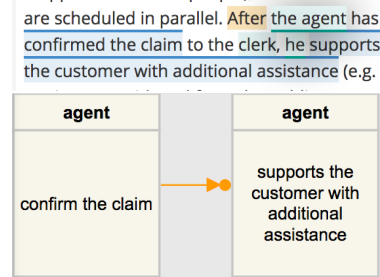 are scheduled in parallel. After the agent has
confirmed the claim to the clerk, he supports
the customer with additional assistance (e.g.
agent
confirm the claim
agent
supports the
customer with
additional
assistance